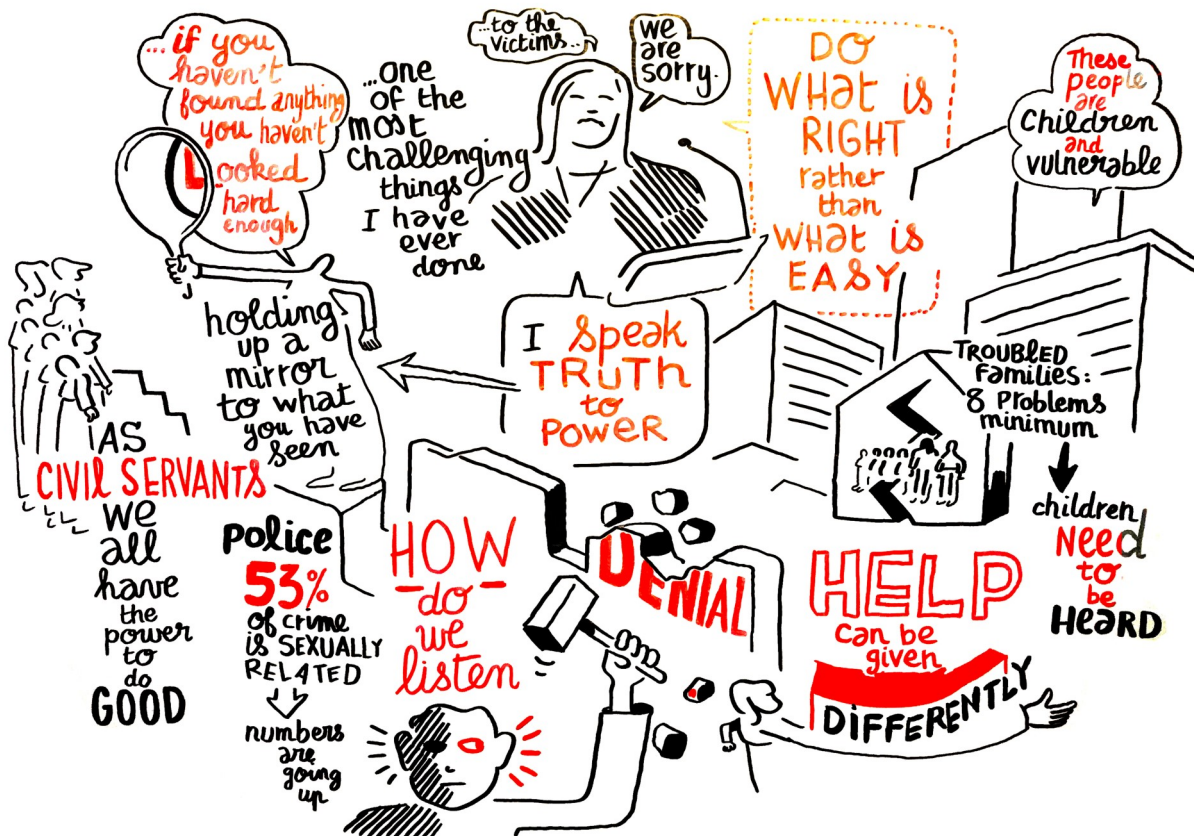 ...if you
haven't
found anything
you haven't
Looked
hard
enough
...one
of the
most
challenging
things
I have
ever
done
...to the
victims...
we
are
sorry.
DO
WHat is
RIGHT
rather
than
WHat is
EASY
These
people
are
Children
and
vulnerable
holding
up a
mirror
to what
you have
seen
I speak
TRUTH
to
POWER
TROUBLED
Families:
8 Problems
minimum
children
NEEd
to
be
HEARD
AS
CIVIL SERVANTS
we
all
have
the
power
to
do
GOOD
Police
53%
of crime
is SEXUALLY
RELATED
numbers
are
going
up
HOW
do
we
listen
DENIAL
HELP
can be
given
DIFFERENTLY